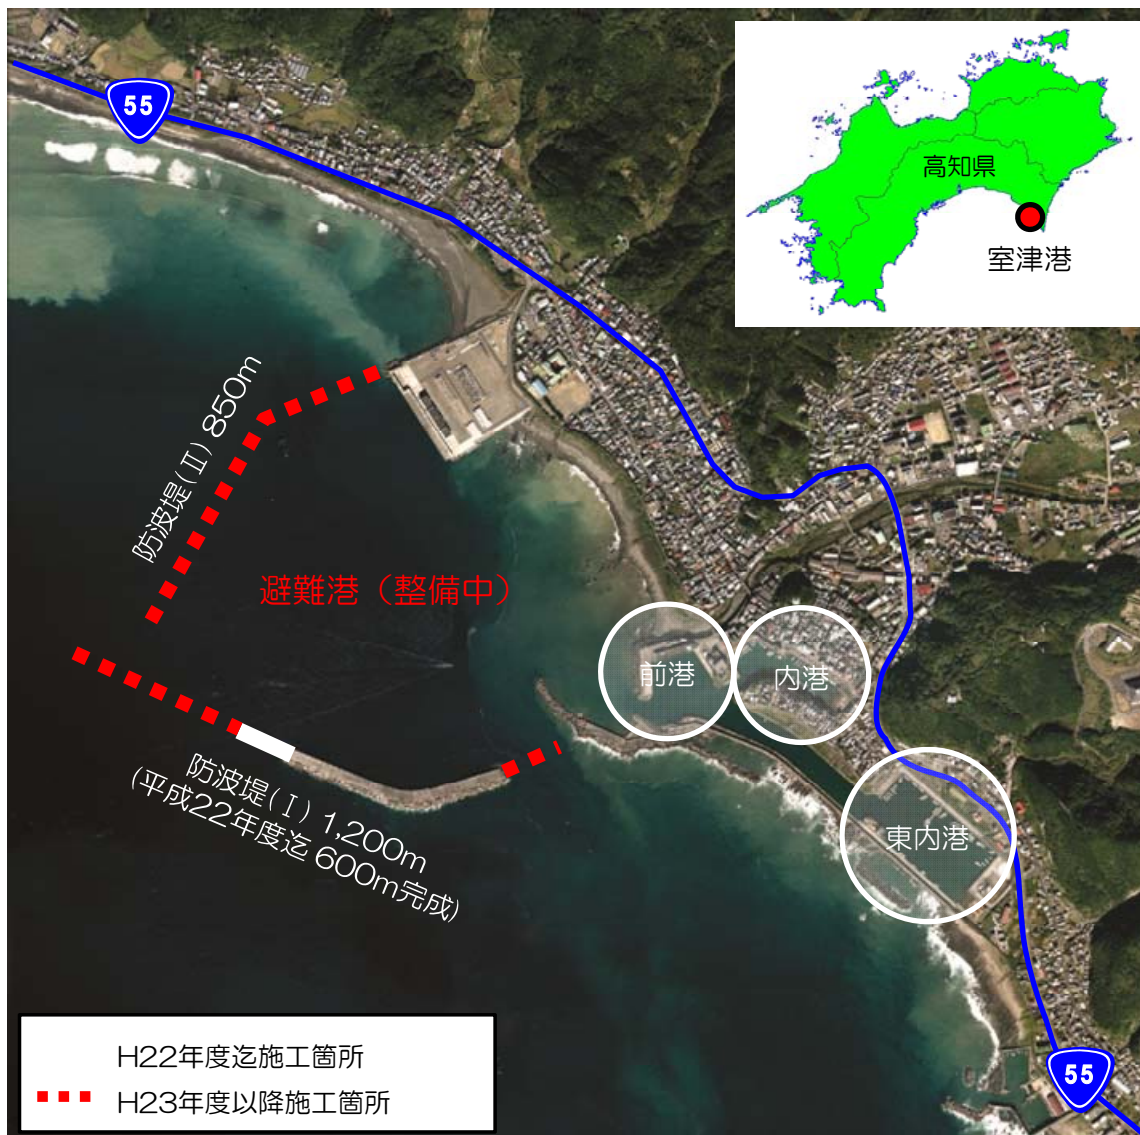 55
高知県
室津港
防波堤(Ⅱ) 850m
避難港（整備中）
前港
内港
防波堤(Ⅰ) 1,200m
(平成22年度迄 600m完成)
東内港
H22年度迄施工箇所
H23年度以降施工箇所
55